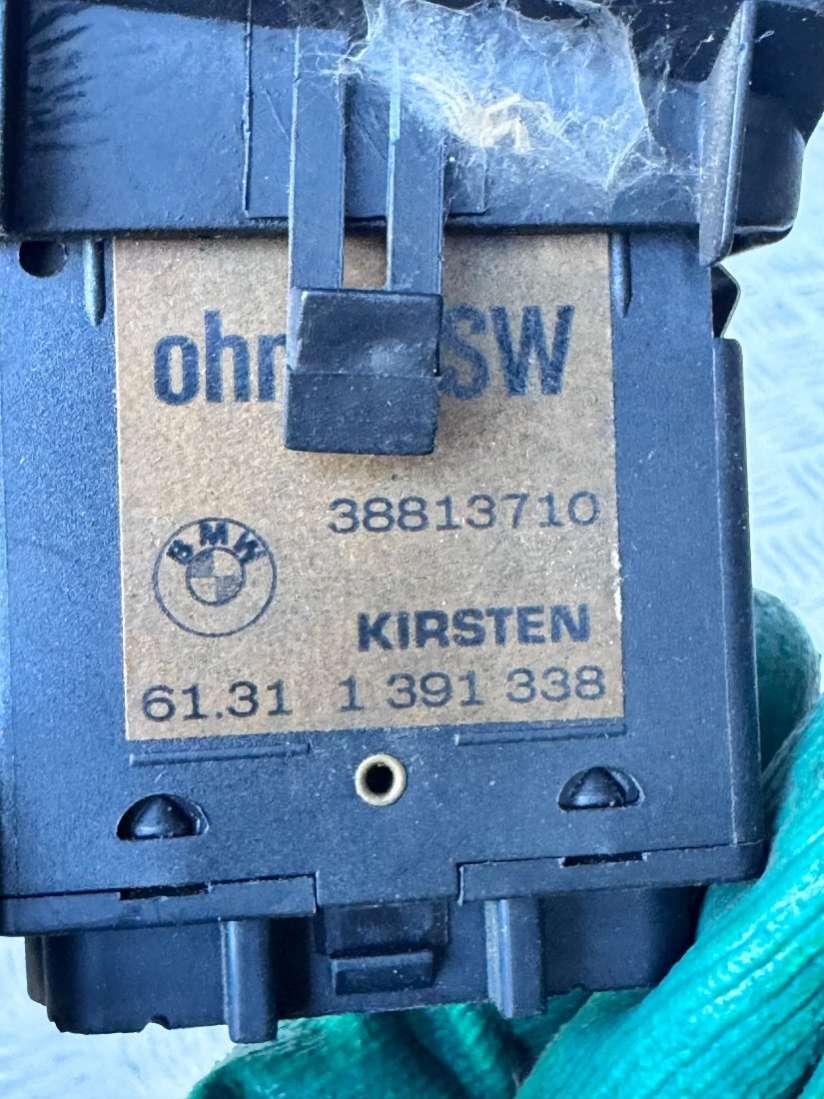 ohn SW
38813710
BMW
KIRSTEN
61.31 1 391 338